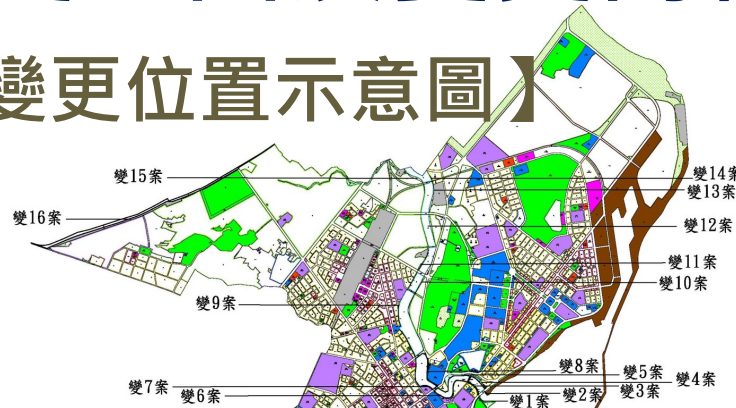 變更位置示意圖】
變15案
變14案
變13案
變16案
變12案
變11案
變10案
變9案
變8案
變5案
變4案
變7案
變6案
變3案
變2案
變1案